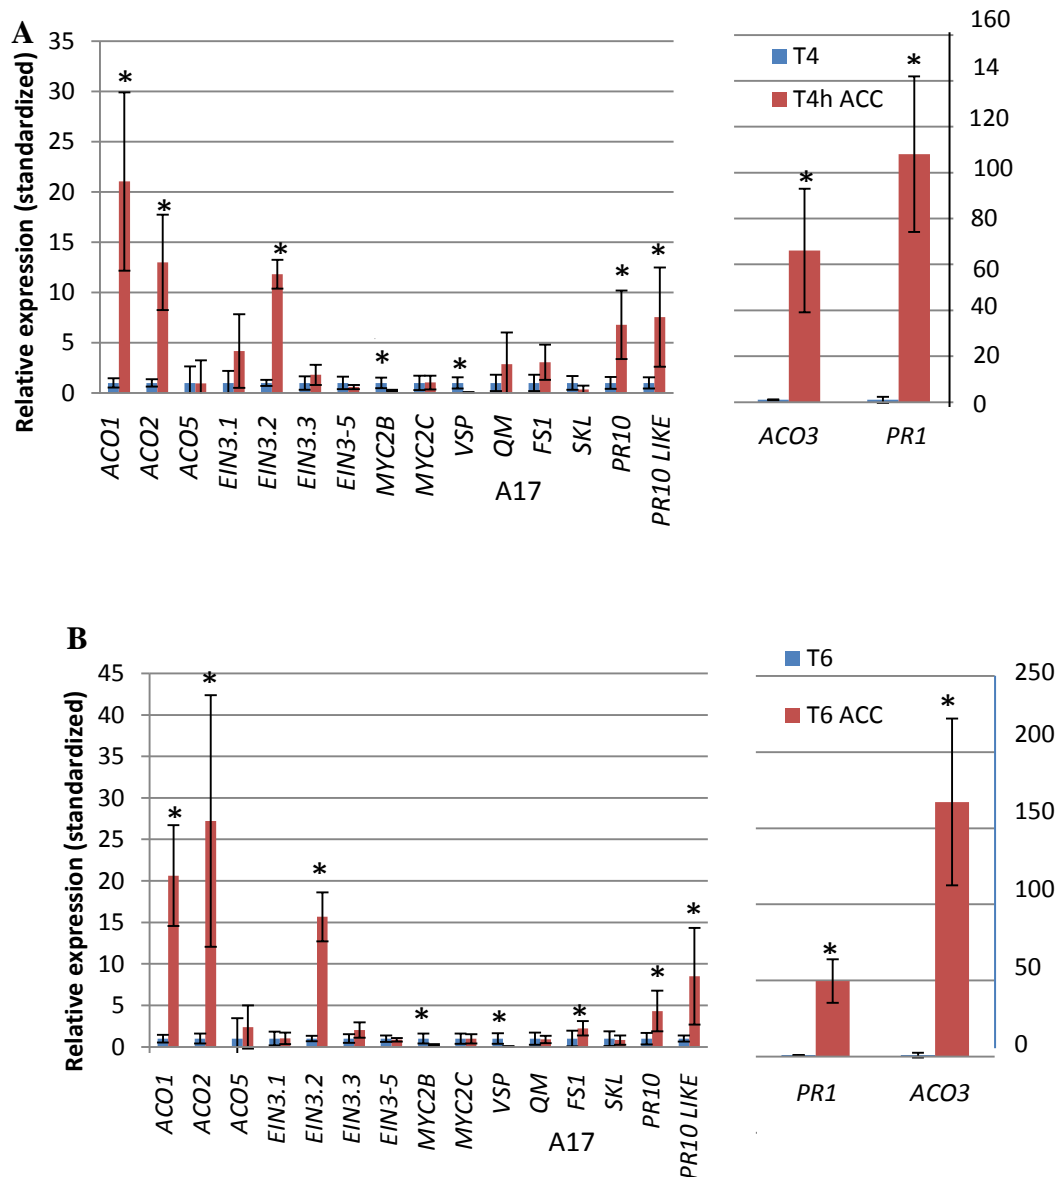 A
Relative expression (standardized)
35
30
25
20
15
10
5
0
*
*
*
*
*
*
*
ACO1
ACO2
ACO5
EIN3.1
EIN3.2
EIN3.3
EIN3-5
MYC2B
MYC2C
VSP
QM
FS1
SKL
PR10
PR10 LIKE
A17
T4
T4h ACC
*
*
160
14
120
100
80
60
40
20
0
ACO3
PR1
B
Relative expression (standardized)
45
40
35
30
25
20
15
10
5
0
*
*
*
*
*
*
*
*
ACO1
ACO2
ACO5
EIN3.1
EIN3.2
EIN3.3
EIN3-5
MYC2B
MYC2C
VSP
QM
FS1
SKL
PR10
PR10 LIKE
A17
T6
T6 ACC
*
*
250
200
150
100
50
0
PR1
ACO3